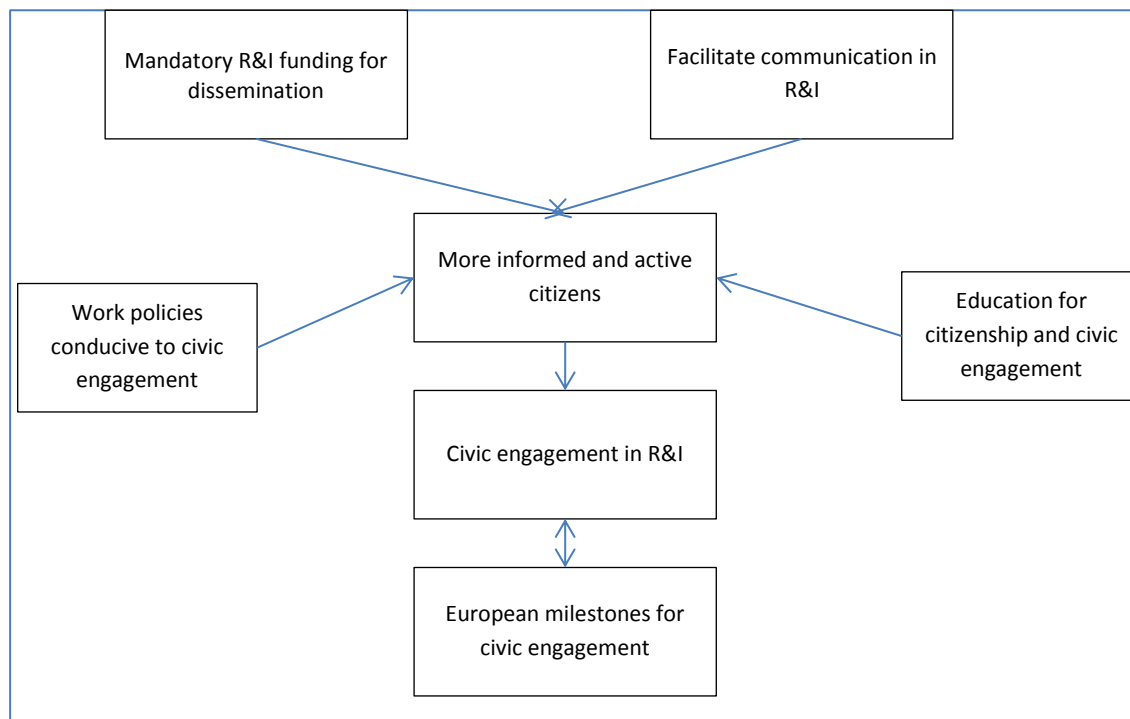 Mandatory R&I funding for
dissemination
Facilitate communication in
R&I
More informed and active
citizens
Work policies
conducive to civic
engagement
Education for
citizenship and civic
engagement
Civic engagement in R&I
European milestones for
civic engagement